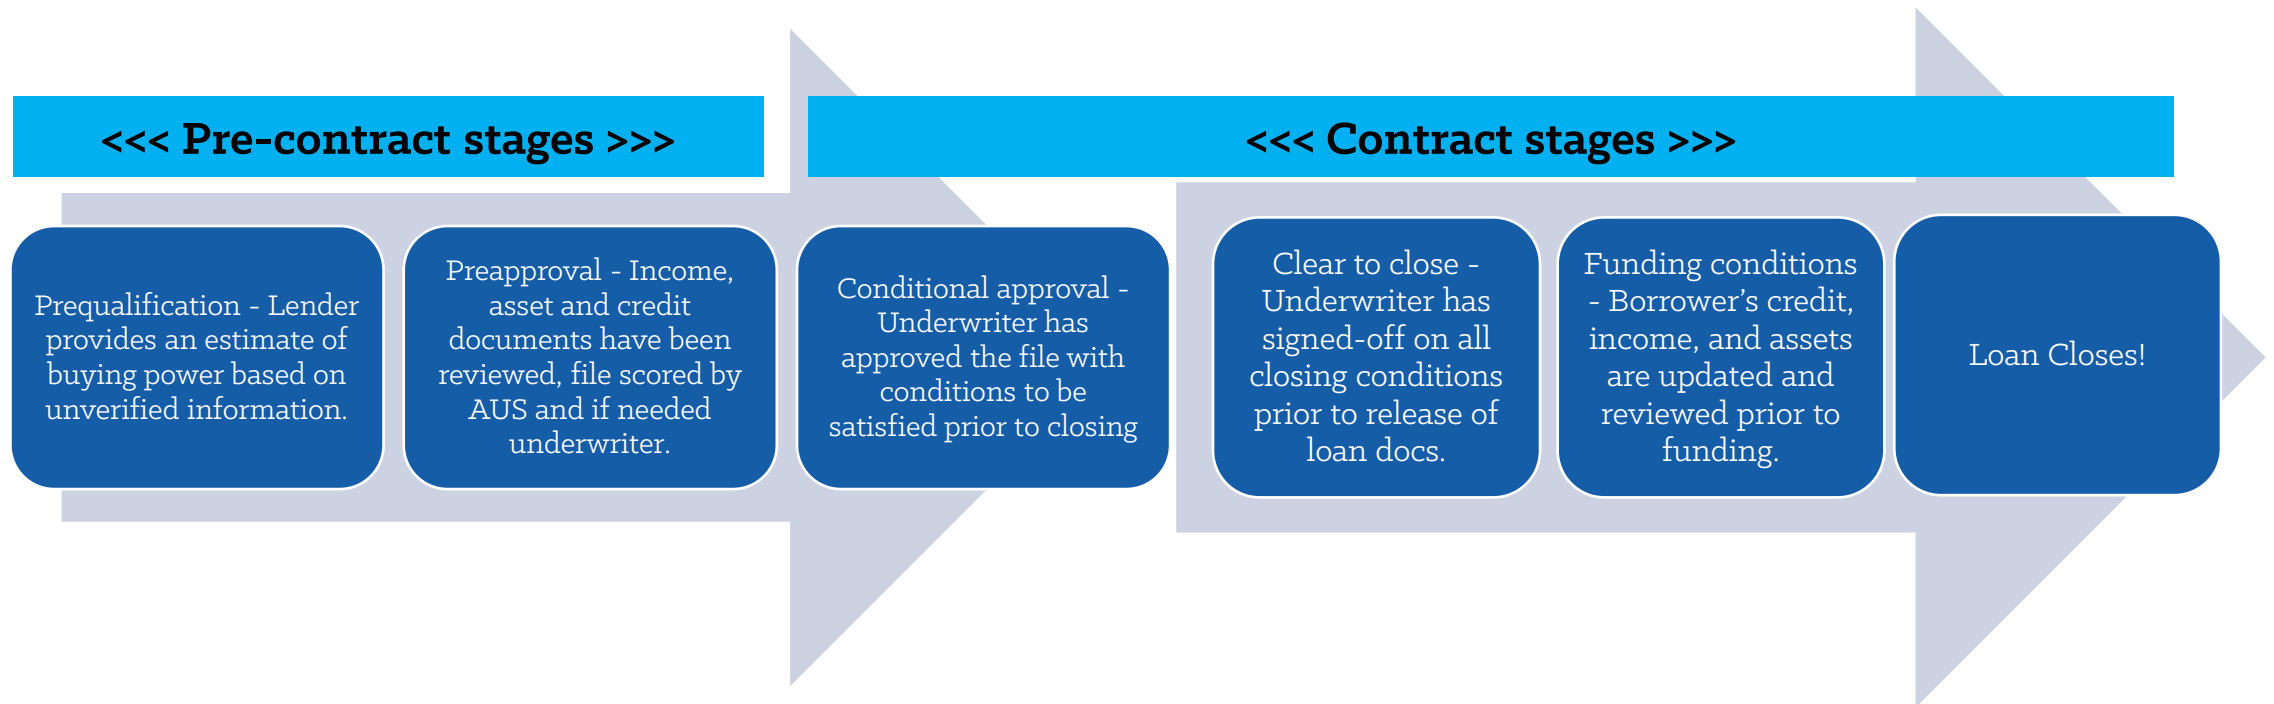 <<< Pre-contract stages >>>
<<< Contract stages >>>
Prequalification - Lender
provides an estimate of
buying power based on
unverified information.
Preapproval - Income,
asset and credit
documents have been
reviewed, file scored by
AUS and if needed
underwriter.
Conditional approval -
Underwriter has
approved the file with
conditions to be
satisfied prior to closing
Clear to close -
Underwriter has
signed-off on all
closing conditions
prior to release of
loan docs.
Funding conditions
- Borrower’s credit,
income, and assets
are updated and
reviewed prior to
funding.
Loan Closes!